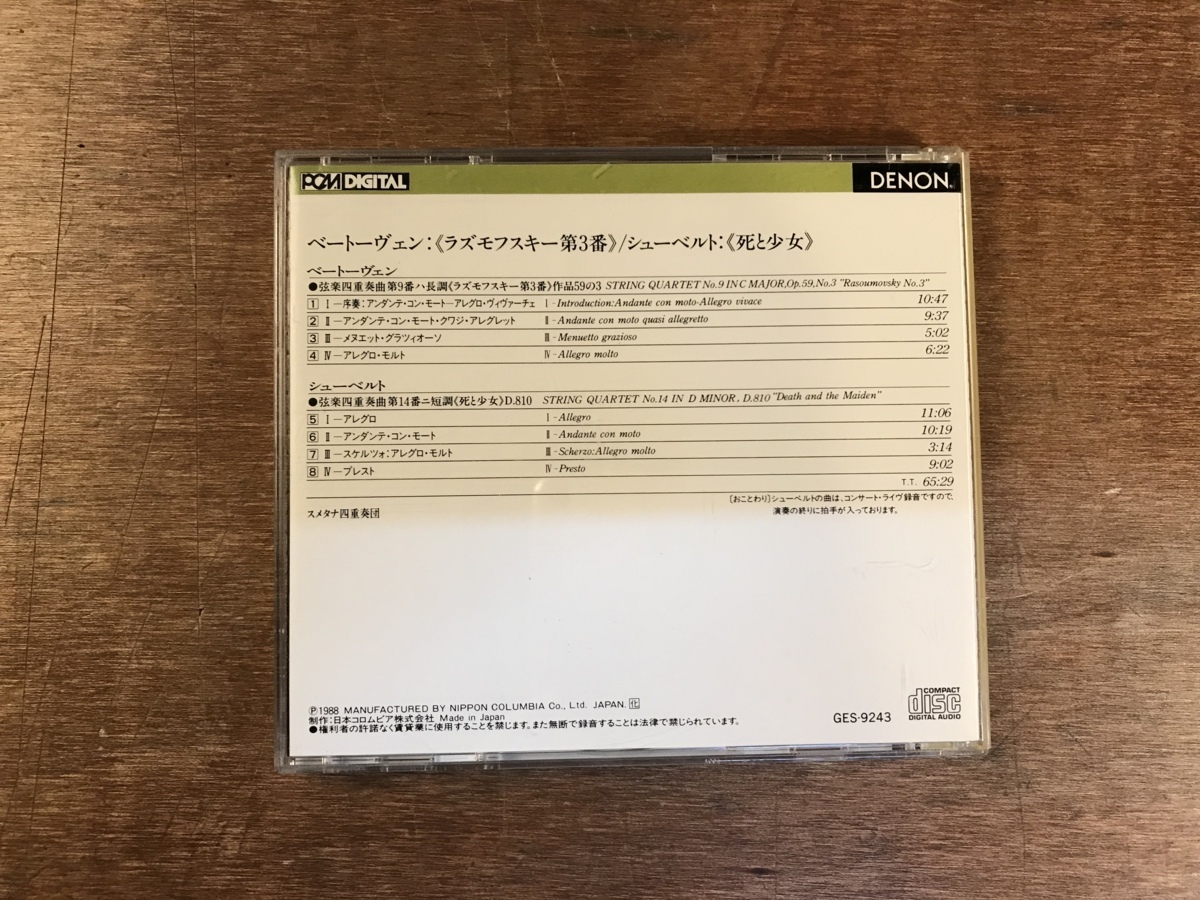 PCM DIGITAL
DENON
ベートーヴェン:《ラズモフスキー第3番》/シューベルト:《死と少女》
ベートーヴェン
●弦楽四重奏曲第9番ハ長調《ラズモフスキー第3番》作品59の3 STRING QUARTET No.9 IN C MAJOR,Op.59,No.3 "Rasoumovsky No.3"
1 Ⅰ—序奏:アンダンテ・コン・モート—アレグロ・ヴィヴァーチェ Ⅰ-Introduction:Andante con moto-Allegro vivace 10:47
2 Ⅱ—アンダンテ・コン・モート・クワジ・アレグレット Ⅱ-Andante con moto quasi allegretto 9:37
3 Ⅲ—メヌエット・グラツィオーソ Ⅲ-Menuetto grazioso 5:02
4 Ⅳ—アレグロ・モルト Ⅳ-Allegro molto 6:22
シューベルト
●弦楽四重奏曲第14番ニ短調《死と少女》D.810 STRING QUARTET No.14 IN D MINOR, D.810 "Death and the Maiden"
5 Ⅰ—アレグロ Ⅰ-Allegro 11:06
6 Ⅱ—アンダンテ・コン・モート Ⅱ-Andante con moto 10:19
7 Ⅲ—スケルツォ:アレグロ・モルト Ⅲ-Scherzo:Allegro molto 3:14
8 Ⅳ—プレスト Ⅳ-Presto 9:02
T.T. 65:29
[おことわり]シューベルトの曲は、コンサート・ライヴ録音ですので、
演奏の終りに拍手が入っております。
スメタナ四重奏団
Ⓟ1988 MANUFACTURED BY NIPPON COLUMBIA Co., Ltd. JAPAN. 化
制作:日本コロムビア株式会社 Made in Japan
●権利者の許諾なく賃貸業に使用することを禁じます。また無断で録音することは法律で禁じられています。
GES-9243
COMPACT
disc
DIGITAL AUDIO